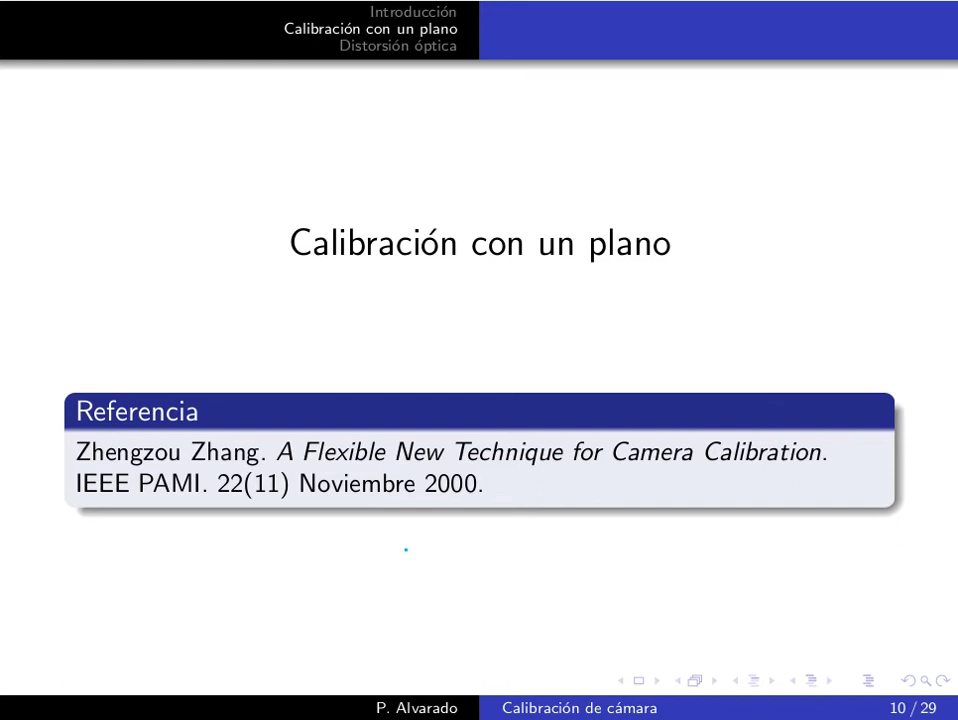 Introducción
Calibración con un plano
Distorsión óptica
Calibración con un plano
Referencia
Zhengzou Zhang. A Flexible New Technique for Camera Calibration.
IEEE PAMI. 22(11) Noviembre 2000.
P. Alvarado
Calibración de cámara
10 / 29